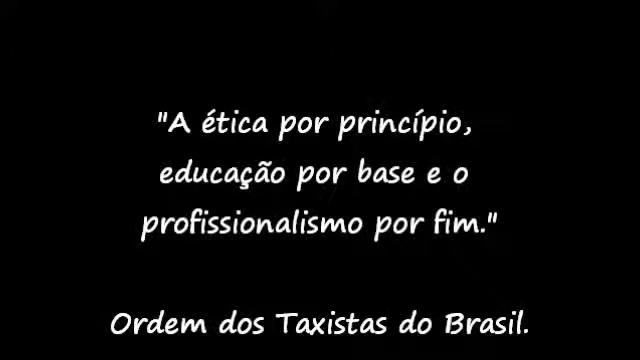 "A ética por princípio,
educação por base e o
profissionalismo por fim."
Ordem dos Taxistas do Brasil.